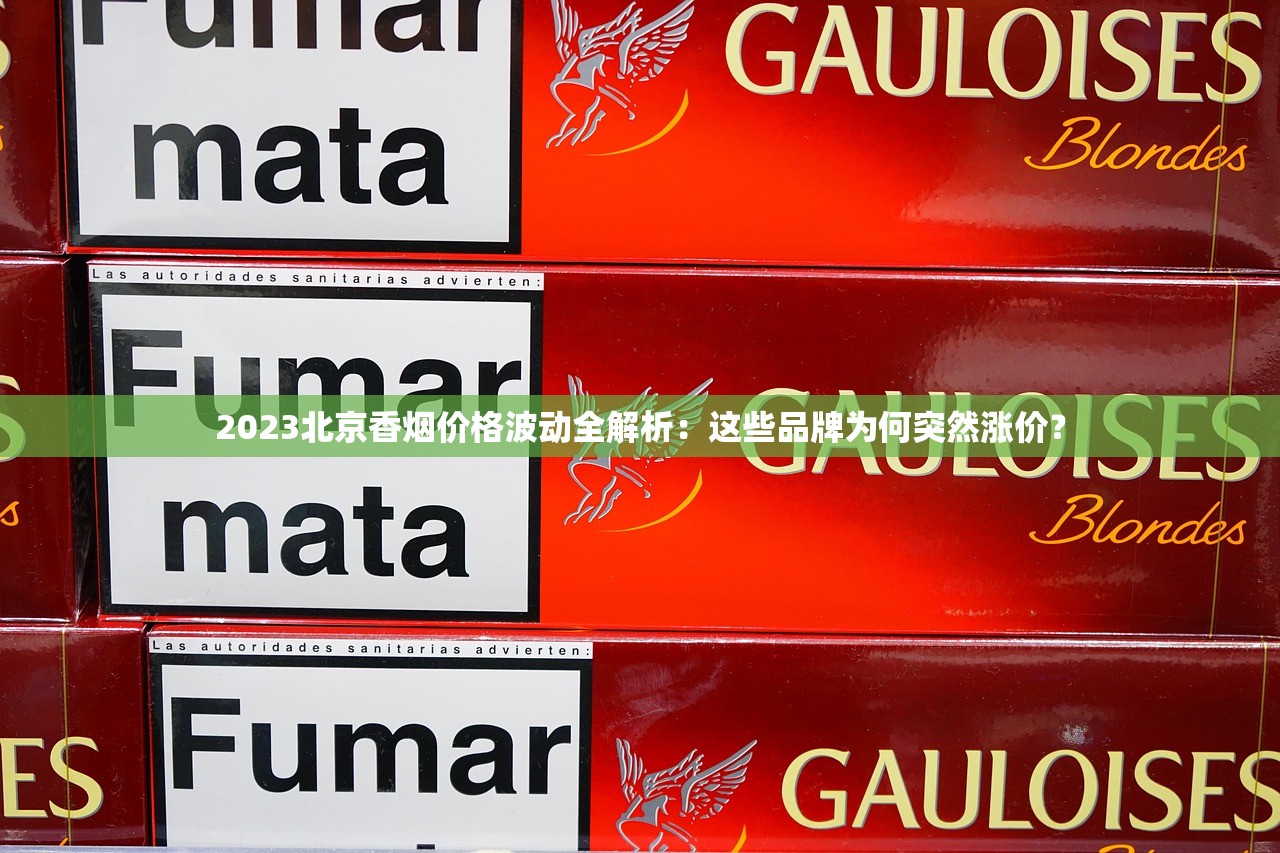 Fumar
mata
GAULOISES
Blondes
Las autoridades sanitarias advierten:
Fumar
mata
2023北京香烟价格波动全解析：这些品牌为何突然涨价？
GAULOISES
Blondes
Las autoridades sanitarias advierten:
Fumar
ES
GAULOISES